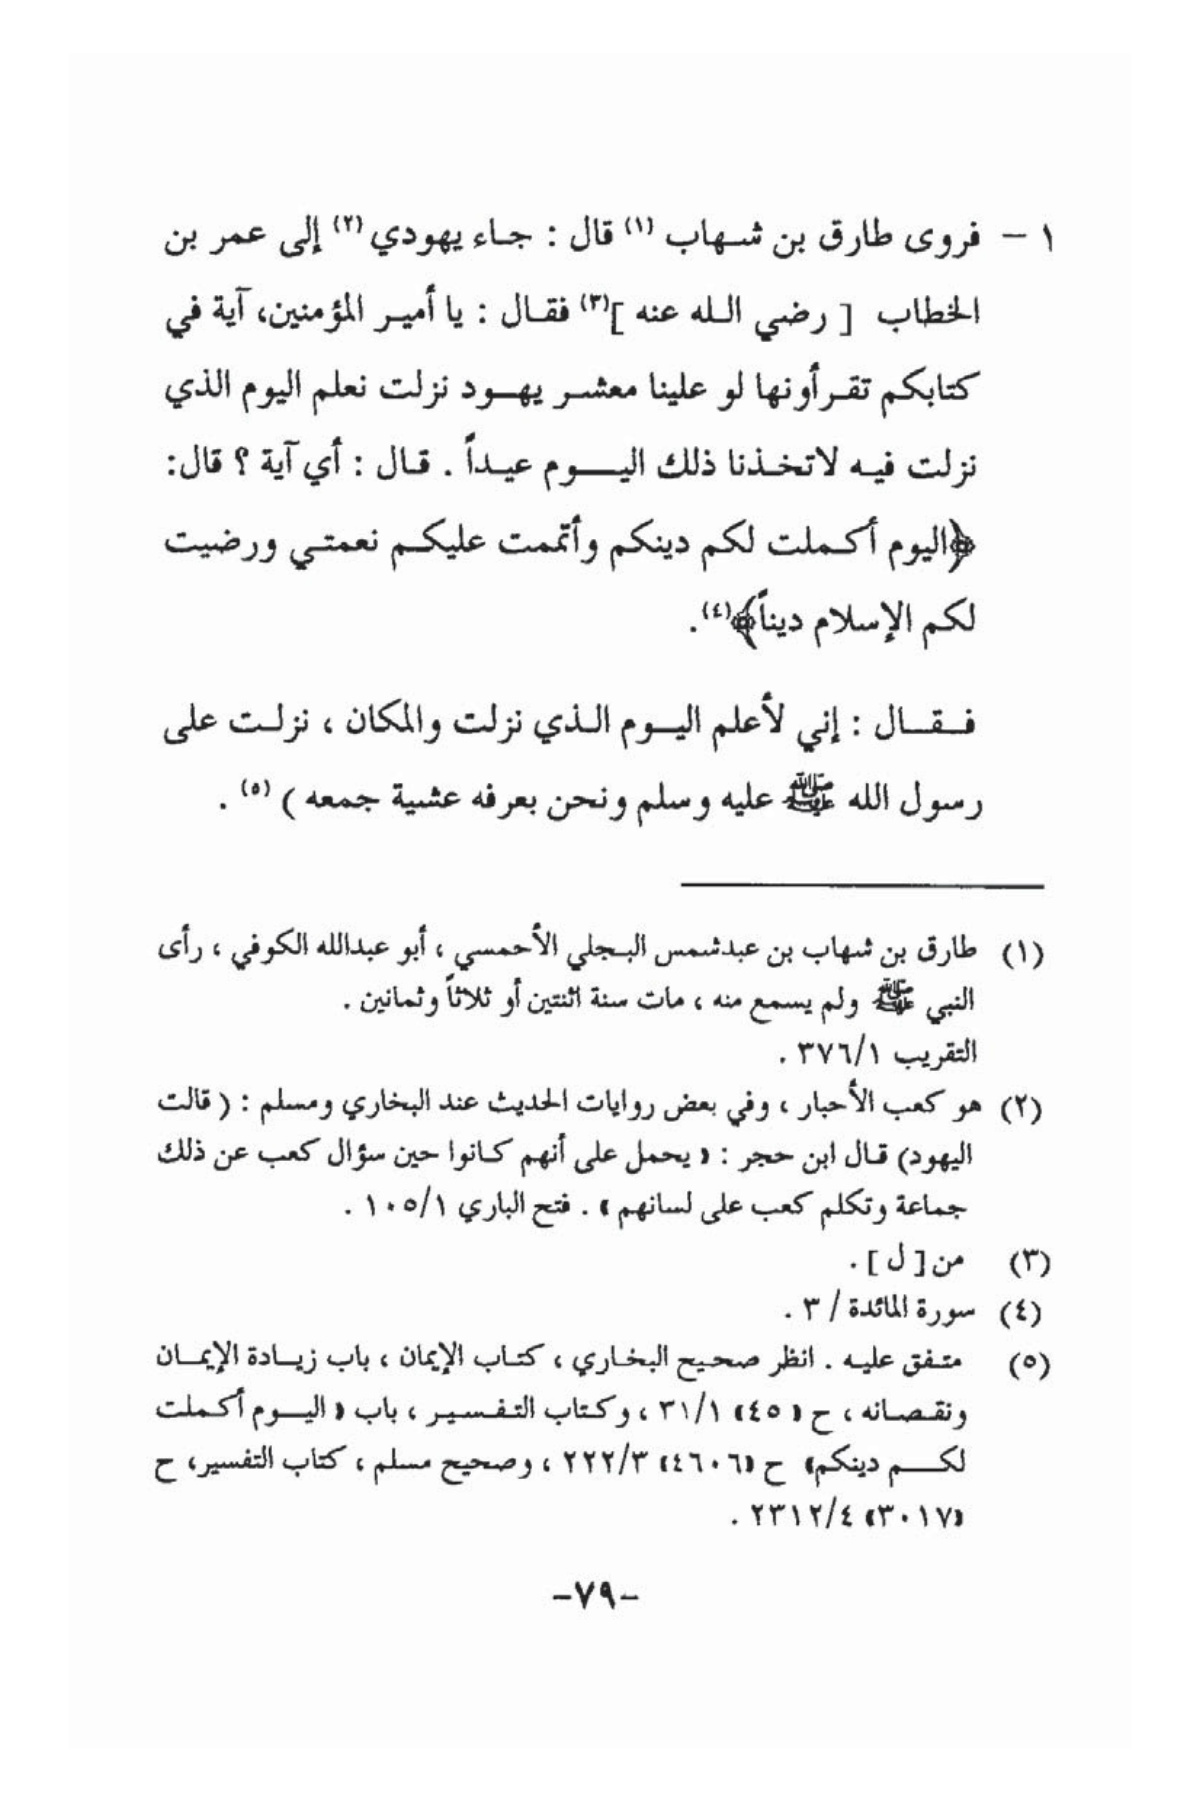 ١ – فروى طارق بن شهاب (١) قال : جاء يهودي (٢) إلى عمر بن
الخطاب [ رضي الله عنه ](٣) فقال : يا أمير المؤمنين، آية في
كتابكم تقرأونها لو علينا معشر يهود نزلت نعلم اليوم الذي
نزلت فيه لاتخذنا ذلك اليوم عيداً . قال : أي آية ؟ قال:
﴿اليوم أكملت لكم دينكم وأتممت عليكم نعمتي ورضيت
لكم الإسلام ديناً﴾(٤).
فقال : إني لأعلم اليوم الذي نزلت والمكان ، نزلت على
رسول الله ﷺ عليه وسلم ونحن بعرفه عشية جمعه ) (٥) .
(١) طارق بن شهاب بن عبدشمس البجلي الأحمسي ، أبو عبدالله الكوفي ، رأى
النبي ﷺ ولم يسمع منه ، مات سنة اثنتين أو ثلاثاً وثمانين .
التقريب ٣٧٦/١ .
(٢) هو كعب الأحبار ، وفي بعض روايات الحديث عند البخاري ومسلم : ( قالت
اليهود) قال ابن حجر : « يحمل على أنهم كانوا حين سؤال كعب عن ذلك
جماعة وتكلم كعب على لسانهم » . فتح الباري ١٠٥/١ .
(٣) من [ ل ] .
(٤) سورة المائدة / ٣ .
(٥) متفق عليه . انظر صحيح البخاري ، كتاب الإيمان ، باب زيادة الإيمان
ونقصانه ، ح « ٤٥» ٣١/١ ، وكتاب التفسير ، باب « اليوم أكملت
لكم دينكم» ح «٤٦٠٦» ٢٢٢/٣ ، وصحيح مسلم ، كتاب التفسير، ح
«٣٠١٧» ٢٣١٢/٤ .
-٧٩-